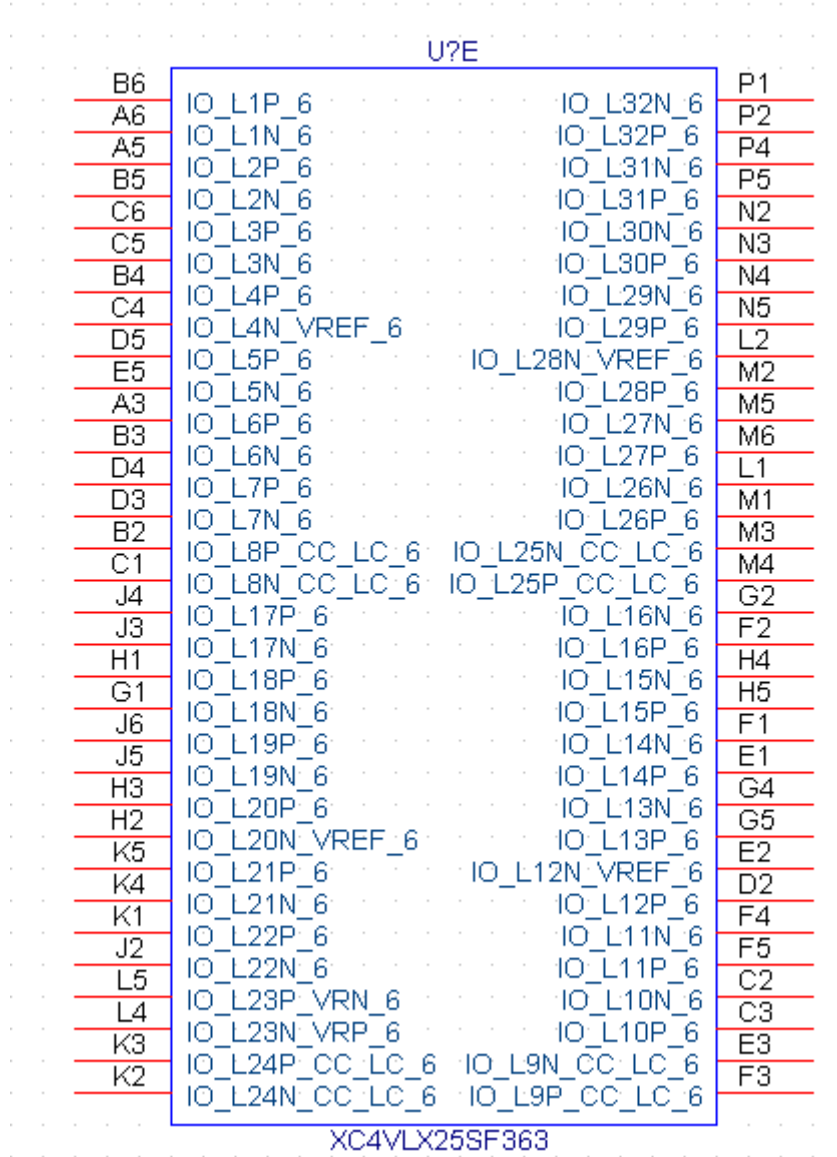 U?E
B6 IO_L1P_6 IO_L32N_6 P1
A6 IO_L1N_6 IO_L32P_6 P2
A5 IO_L2P_6 IO_L31N_6 P4
B5 IO_L2N_6 IO_L31P_6 P5
C6 IO_L3P_6 IO_L30N_6 N2
C5 IO_L3N_6 IO_L30P_6 N3
B4 IO_L4P_6 IO_L29N_6 N4
C4 IO_L4N_VREF_6 IO_L29P_6 N5
D5 IO_L5P_6 IO_L28N_VREF_6 L2
E5 IO_L5N_6 IO_L28P_6 M2
A3 IO_L6P_6 IO_L27N_6 M5
B3 IO_L6N_6 IO_L27P_6 M6
D4 IO_L7P_6 IO_L26N_6 L1
D3 IO_L7N_6 IO_L26P_6 M1
B2 IO_L8P_CC_LC_6 IO_L25N_CC_LC_6 M3
C1 IO_L8N_CC_LC_6 IO_L25P_CC_LC_6 M4
J4 IO_L17P_6 IO_L16N_6 G2
J3 IO_L17N_6 IO_L16P_6 F2
H1 IO_L18P_6 IO_L15N_6 H4
G1 IO_L18N_6 IO_L15P_6 H5
J6 IO_L19P_6 IO_L14N_6 F1
J5 IO_L19N_6 IO_L14P_6 E1
H3 IO_L20P_6 IO_L13N_6 G4
H2 IO_L20N_VREF_6 IO_L13P_6 G5
K5 IO_L21P_6 IO_L12N_VREF_6 E2
K4 IO_L21N_6 IO_L12P_6 D2
K1 IO_L22P_6 IO_L11N_6 F4
J2 IO_L22N_6 IO_L11P_6 F5
L5 IO_L23P_VRN_6 IO_L10N_6 C2
L4 IO_L23N_VRP_6 IO_L10P_6 C3
K3 IO_L24P_CC_LC_6 IO_L9N_CC_LC_6 E3
K2 IO_L24N_CC_LC_6 IO_L9P_CC_LC_6 F3
XC4VLX25SF363